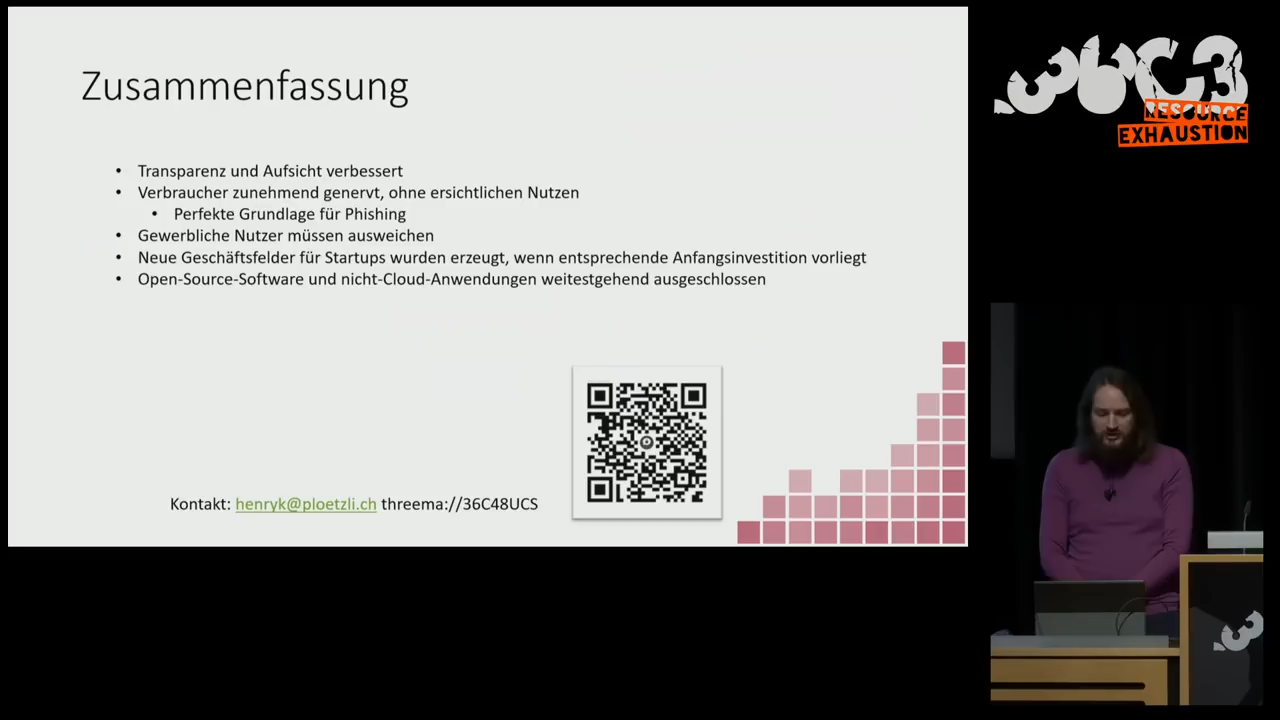 Zusammenfassung
• Transparenz und Aufsicht verbessert
• Verbraucher zunehmend genervt, ohne ersichtlichen Nutzen
• Perfekte Grundlage für Phishing
• Gewerbliche Nutzer müssen ausweichen
• Neue Geschäftsfelder für Startups wurden erzeugt, wenn entsprechende Anfangsinvestition vorliegt
• Open-Source-Software und nicht-Cloud-Anwendungen weitestgehend ausgeschlossen
Kontakt: henryk@ploetzli.ch threema://36C48UCS
36C3
RESOURCE
EXHAUSTION